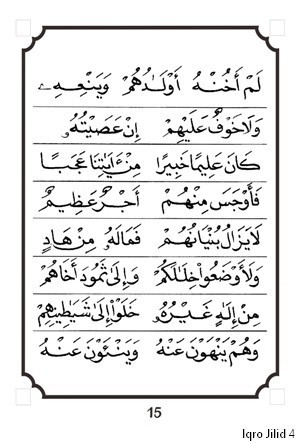 لَمْ أَخُنْهُ أَوْلَٰدُهُمْ وَيَنْعِهِۦ
وَلَاخَوْفٌ عَلَيْهِمْ إِنْ عَصَيْتُهُۥ
كَانَ عَلِيمًا خَبِيرًا مِنْ ءَايَٰتِنَا عَجَبًا
فَأَوْجَسَ مِنْهُمْ أَجْرٌ عَظِيمٌ
لَايَزَالُ بُنْيَانُهُمْ فَمَالَهُۥ مِنْ هَادٍ
وَلَأَوْضَعُوا۟ خِلَٰلَكُمْ وَإِلَىٰ ثَمُودَ أَخَاهُمْ
مِنْ إِلَٰهٍ غَيْرُهُۥ خَلَوْا۟ إِلَىٰ شَيَٰطِينِهِمْ
وَهُمْ يَنْهَوْنَ عَنْهُ وَيَنْـَٔوْنَ عَنْهُ
15
Iqro Jilid 4